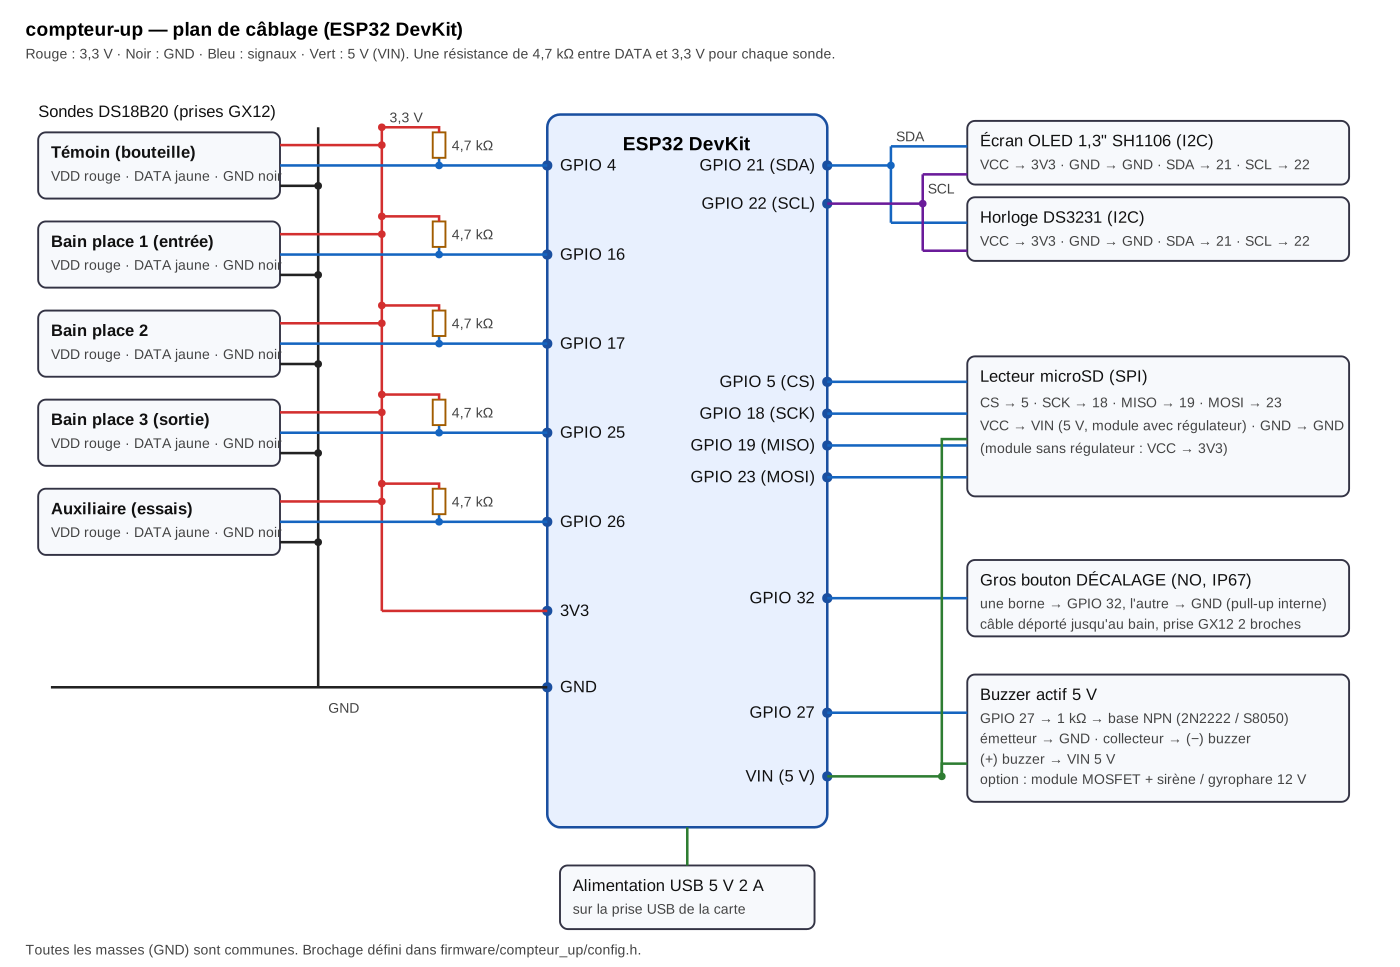 compteur-up — plan de câblage (ESP32 DevKit)
Rouge : 3,3 V · Noir : GND · Bleu : signaux · Vert : 5 V (VIN). Une résistance de 4,7 kΩ entre DATA et 3,3 V pour chaque sonde.
Sondes DS18B20 (prises GX12)
Témoin (bouteille)
VDD rouge · DATA jaune · GND noir
Bain place 1 (entrée)
VDD rouge · DATA jaune · GND noir
Bain place 2
VDD rouge · DATA jaune · GND noir
Bain place 3 (sortie)
VDD rouge · DATA jaune · GND noir
Auxiliaire (essais)
VDD rouge · DATA jaune · GND noir
3,3 V
4,7 kΩ
4,7 kΩ
4,7 kΩ
4,7 kΩ
4,7 kΩ
GND
ESP32 DevKit
GPIO 4
GPIO 16
GPIO 17
GPIO 25
GPIO 26
3V3
GND
GPIO 21 (SDA)
GPIO 22 (SCL)
GPIO 5 (CS)
GPIO 18 (SCK)
GPIO 19 (MISO)
GPIO 23 (MOSI)
GPIO 32
GPIO 27
VIN (5 V)
SDA
SCL
Écran OLED 1,3" SH1106 (I2C)
VCC → 3V3 · GND → GND · SDA → 21 · SCL → 22
Horloge DS3231 (I2C)
VCC → 3V3 · GND → GND · SDA → 21 · SCL → 22
Lecteur microSD (SPI)
CS → 5 · SCK → 18 · MISO → 19 · MOSI → 23
VCC → VIN (5 V, module avec régulateur) · GND → GND
(module sans régulateur : VCC → 3V3)
Gros bouton DÉCALAGE (NO, IP67)
une borne → GPIO 32, l'autre → GND (pull-up interne)
câble déporté jusqu'au bain, prise GX12 2 broches
Buzzer actif 5 V
GPIO 27 → 1 kΩ → base NPN (2N2222 / S8050)
émetteur → GND · collecteur → (−) buzzer
(+) buzzer → VIN 5 V
option : module MOSFET + sirène / gyrophare 12 V
Alimentation USB 5 V 2 A
sur la prise USB de la carte
Toutes les masses (GND) sont communes. Brochage défini dans firmware/compteur_up/config.h.